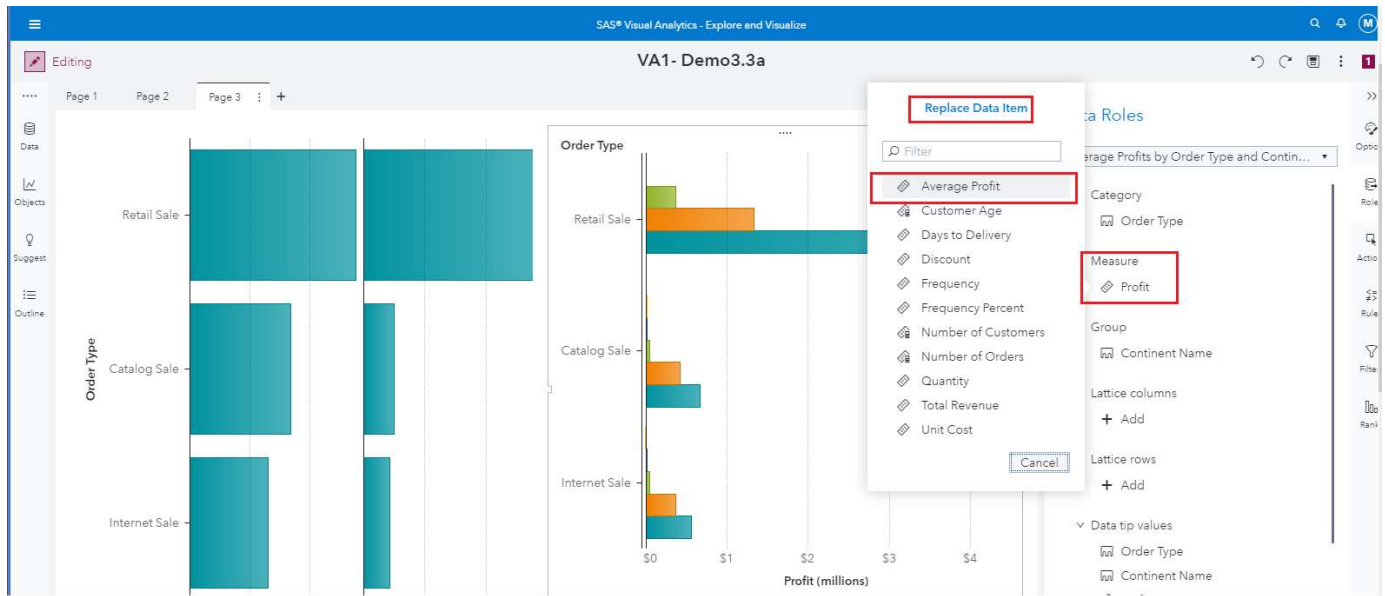 SAS® Visual Analytics - Explore and Visualize
M
Editing
VA1- Demo3.3a
1
Page 1
Page 2
Page 3
+
Data
Objects
Suggest
Outline
Order Type
Retail Sale
Catalog Sale
Internet Sale
Order Type
Retail Sale
Catalog Sale
Internet Sale
$0
$1
$2
$3
$4
Profit (millions)
Replace Data Item
Filter
Average Profit
Customer Age
Days to Delivery
Discount
Frequency
Frequency Percent
Number of Customers
Number of Orders
Quantity
Total Revenue
Unit Cost
Cancel
ta Roles
erage Profits by Order Type and Contin...
Category
Order Type
Measure
Profit
Group
Continent Name
Lattice columns
+ Add
Lattice rows
+ Add
Data tip values
Order Type
Continent Name
Optio
Role
Actio
Rule
Filte
Rank